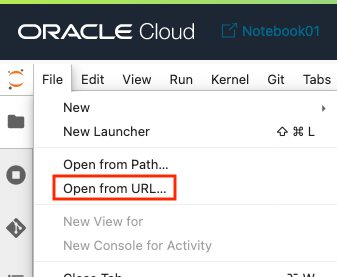 ORACLE Cloud Notebook01
File Edit View Run Kernel Git Tabs
New
New Launcher ⇧ ⌘ L
Open from Path...
Open from URL...
New View for
New Console for Activity